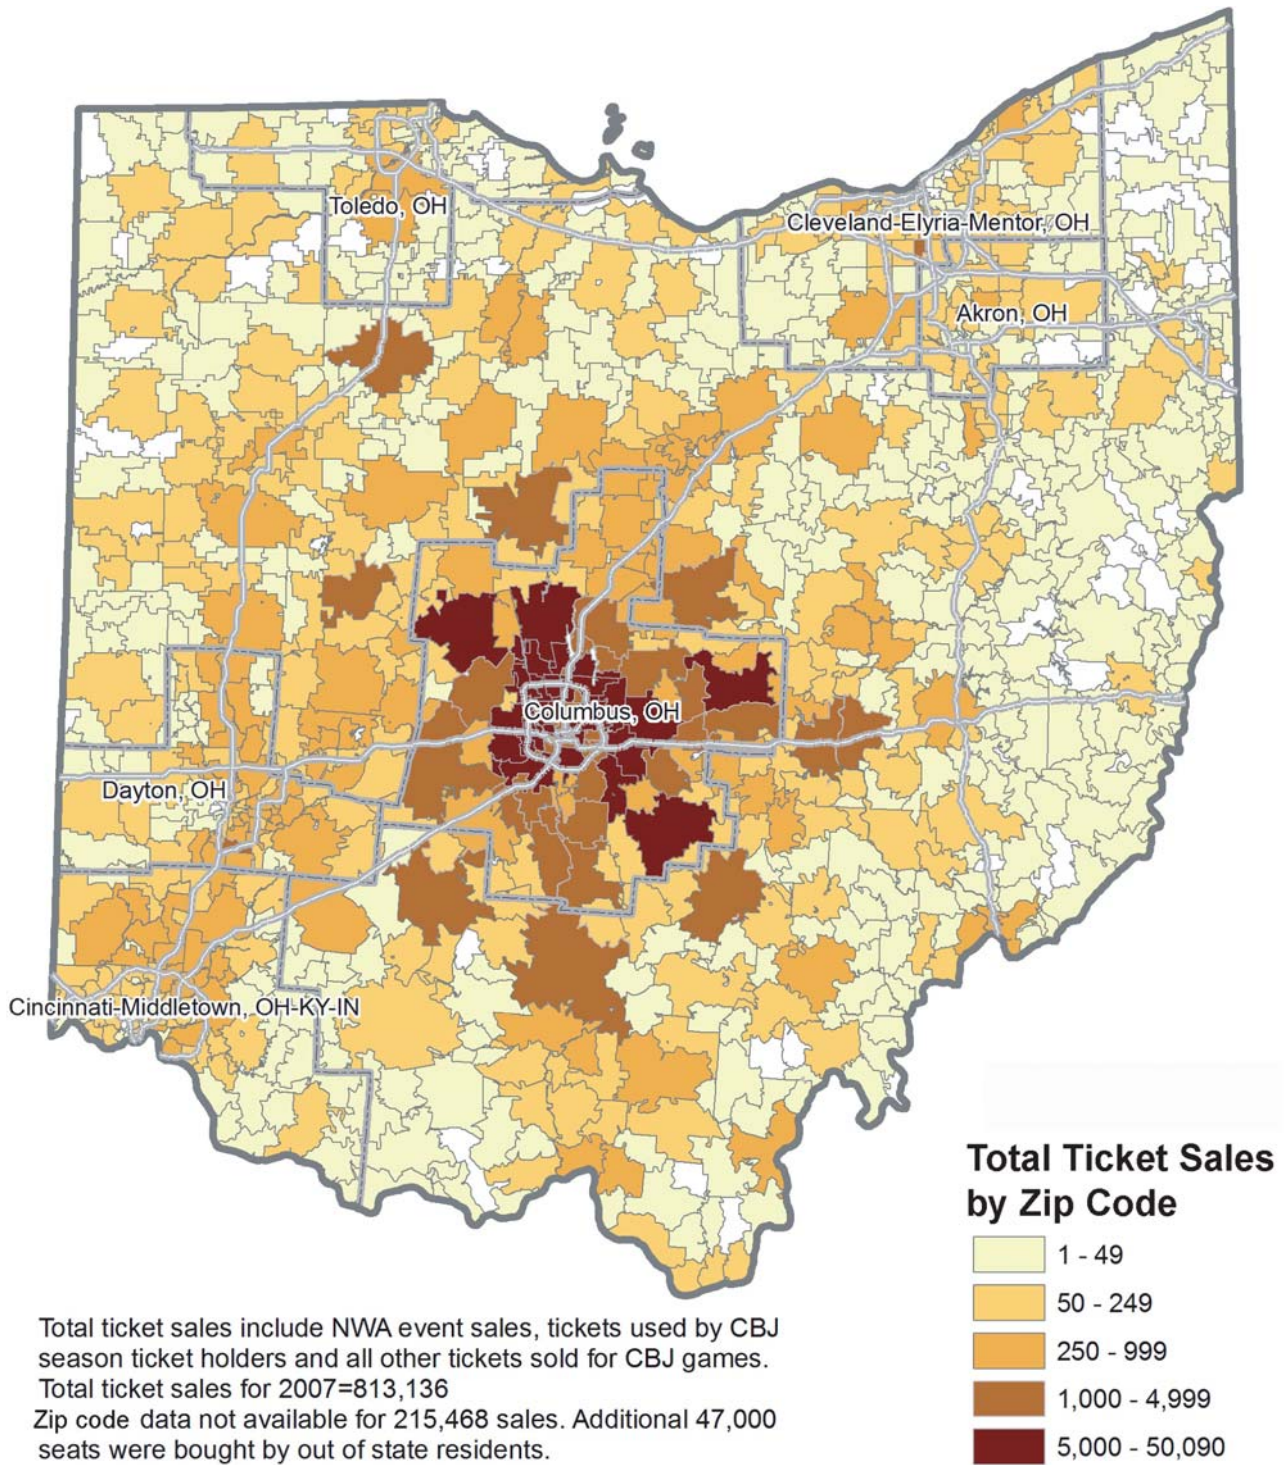 Toledo, OH
Cleveland-Elyria-Mentor, OH
Akron, OH
Columbus, OH
Dayton, OH
Cincinnati-Middletown, OH-KY-IN
Total Ticket Sales
by Zip Code
1 - 49
50 - 249
250 - 999
1,000 - 4,999
5,000 - 50,090
Total ticket sales include NWA event sales, tickets used by CBJ
season ticket holders and all other tickets sold for CBJ games.
Total ticket sales for 2007=813,136
Zip code data not available for 215,468 sales. Additional 47,000
seats were bought by out of state residents.